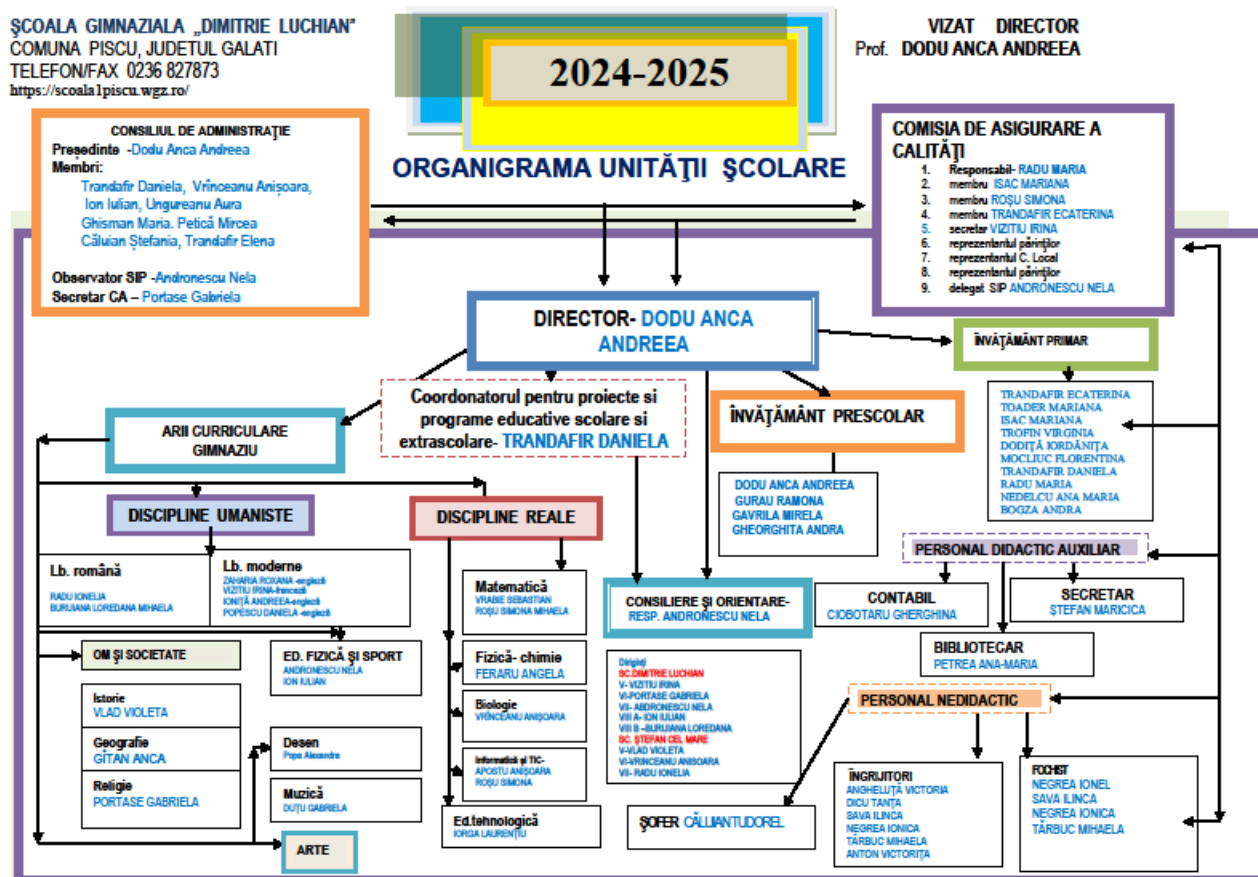 ŞCOALA GIMNAZIALA „DIMITRIE LUCHIAN”
COMUNA PISCU, JUDETUL GALATI
TELEFON/FAX 0236 827873
https://scoala1piscu.wgz.ro/
2024-2025
VIZAT DIRECTOR
Prof. DODU ANCA ANDREEA
ORGANIGRAMA UNITĂŢII ŞCOLARE
CONSILIUL DE ADMINISTRAŢIE
Președinte -Dodu Anca Andreea
Membri:
Trandafir Daniela, Vrînceanu Anișoara,
Ion Iulian, Ungureanu Aura
Ghisman Maria. Petică Mircea
Căluian Ștefania, Trandafir Elena
Observator SIP -Andronescu Nela
Secretar CA – Portase Gabriela
COMISIA DE ASIGURARE A
CALITĂŢI
1. Responsabil- RADU MARIA
2. membru ISAC MARIANA
3. membru ROŞU SIMONA
4. membru TRANDAFIR ECATERINA
5. secretar VIZITIU IRINA
6. reprezentantul părinţilor
7. reprezentantul C. Local
8. reprezentantul părinţilor
9. delegat SIP ANDRONESCU NELA
DIRECTOR- DODU ANCA
ANDREEA
ÎNVĂŢĂMÂNT PRIMAR
TRANDAFIR ECATERINA
TOADER MARIANA
ISAC MARIANA
TROFIN VIRGINIA
DODIȚĂ IORDĂNIȚA
MOCLIUC FLORENTINA
TRANDAFIR DANIELA
RADU MARIA
NEDELCU ANA MARIA
BOGZA ANDRA
Coordonatorul pentru proiecte si
programe educative scolare si
extrascolare- TRANDAFIR DANIELA
ÎNVĂŢĂMÂNT PRESCOLAR
DODU ANCA ANDREEA
GURAU RAMONA
GAVRILA MIRELA
GHEORGHITA ANDRA
ARII CURRICULARE
GIMNAZIU
DISCIPLINE UMANISTE
DISCIPLINE REALE
Lb. română
RADU IONELIA
BURUIANA LOREDANA MIHAELA
Lb. moderne
ZAHARIA ROXANA -engleză
VIZITIU IRINA-franceză
IONIŢĂ ANDREEA-engleză
POPESCU DANIELA -engleză
Matematică
VRABIE SEBASTIAN
ROŞU SIMONA MIHAELA
Fizică- chimie
FERARU ANGELA
Biologie
VRÎNCEANU ANIŞOARA
Informatică şi TIC-
APOSTU ANIŞOARA
ROŞU SIMONA
Ed.tehnologică
IORGA LAURENŢIU
OM ŞI SOCIETATE
ED. FIZICĂ ŞI SPORT
ANDRONESCU NELA
ION IULIAN
Istorie
VLAD VIOLETA
Geografie
GÎTAN ANCA
Religie
PORTASE GABRIELA
Desen
Popa Alexandra
Muzică
DUŢU GABRIELA
ARTE
CONSILIERE ŞI ORIENTARE-
RESP. ANDRONESCU NELA
Diriginţi
SC.DIMITRIE LUCHIAN
V- VIZITIU IRINA
VI-PORTASE GABRIELA
VII- ABDRONESCU NELA
VIII A- ION IULIAN
VIII B –BURUIANA LOREDANA
SC. ŞTEFAN CEL MARE
V-VLAD VIOLETA
VI-VRINCEANU ANISOARA
VII- RADU IONELIA
PERSONAL DIDACTIC AUXILIAR
CONTABIL
CIOBOTARU GHERGHINA
SECRETAR
ŞTEFAN MARICICA
BIBLIOTECAR
PETREA ANA-MARIA
PERSONAL NEDIDACTIC
ŞOFER CĂLUIANTUDOREL
ÎNGRIJITORI
ANGHELUŢĂ VICTORIA
DICU TANŢA
SAVA ILINCA
NEGREA IONICA
TĂRBUC MIHAELA
ANTON VICTORIŢA
FOCHIST
NEGREA IONEL
SAVA ILINCA
NEGREA IONICA
TĂRBUC MIHAELA